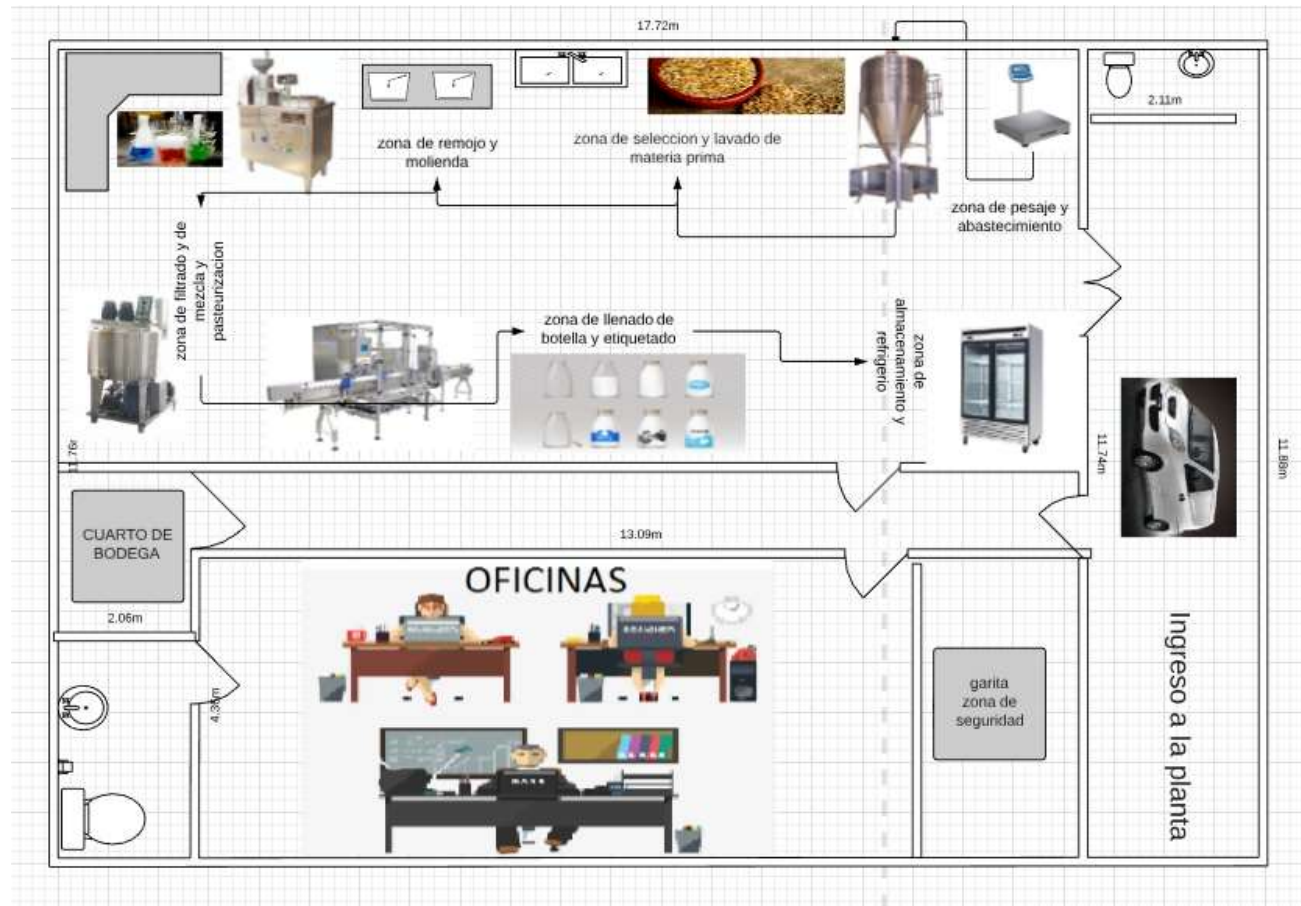 17.72m
2.11m
zona de remojo y
molienda
zona de seleccion y lavado de
materia prima
zona de pesaje y
abastecimiento
zona de filtrado y de
mezcla y
pasteurizacion
zona de llenado de
botella y etiquetado
zona de
almacenamiento y
refrigerio
11.74m
11.88m
CUARTO DE
BODEGA
13.09m
2.06m
OFICINAS
garita
zona de
seguridad
Ingreso a la planta